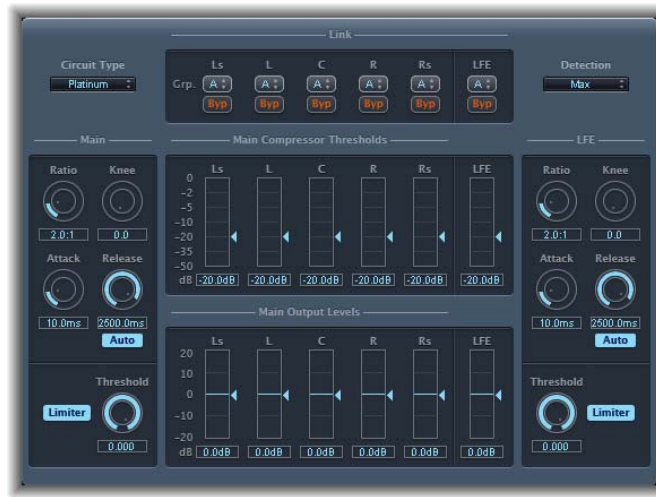 Link
Circuit Type
Platinum
Ls L C R Rs LFE
Grp. A A A A A A
Byp Byp Byp Byp Byp Byp
Detection
Max
Main
Ratio Knee
2.0:1 0.0
Attack Release
10.0ms 2500.0ms
Auto
Threshold
Limiter
0.000
Main Compressor Thresholds
Ls L C R Rs LFE
0
-2
-5
-10
-20
-35
-50
dB -20.0dB -20.0dB -20.0dB -20.0dB -20.0dB -20.0dB
Main Output Levels
Ls L C R Rs LFE
20
10
0
-10
-20
dB 0.0dB 0.0dB 0.0dB 0.0dB 0.0dB 0.0dB
LFE
Ratio Knee
2.0:1 0.0
Attack Release
10.0ms 2500.0ms
Auto
Threshold
Limiter
0.000